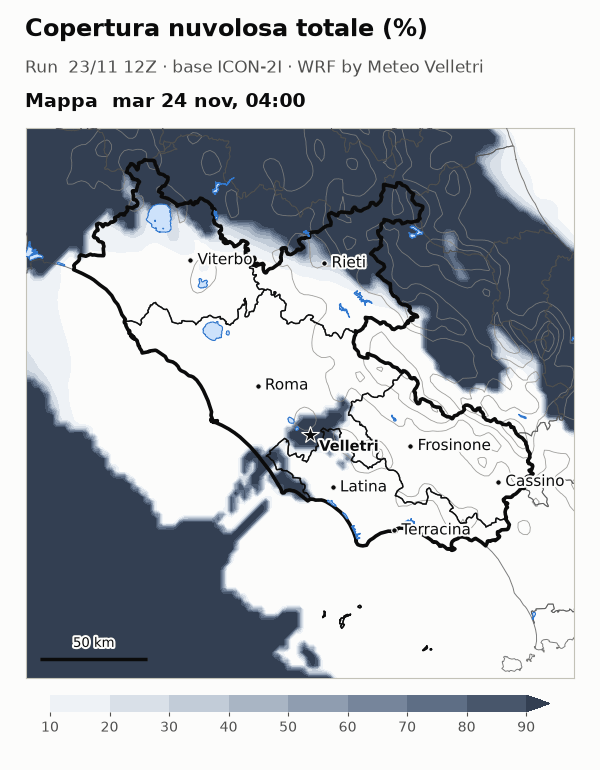 Copertura nuvolosa totale (%)
Run  23/11 12Z · base ICON-2I · WRF by Meteo Velletri
Mappa  mar 24 nov, 04:00
Viterbo
Rieti
Roma
Velletri
Frosinone
Latina
Cassino
Terracina
50 km
10 20 30 40 50 60 70 80 90